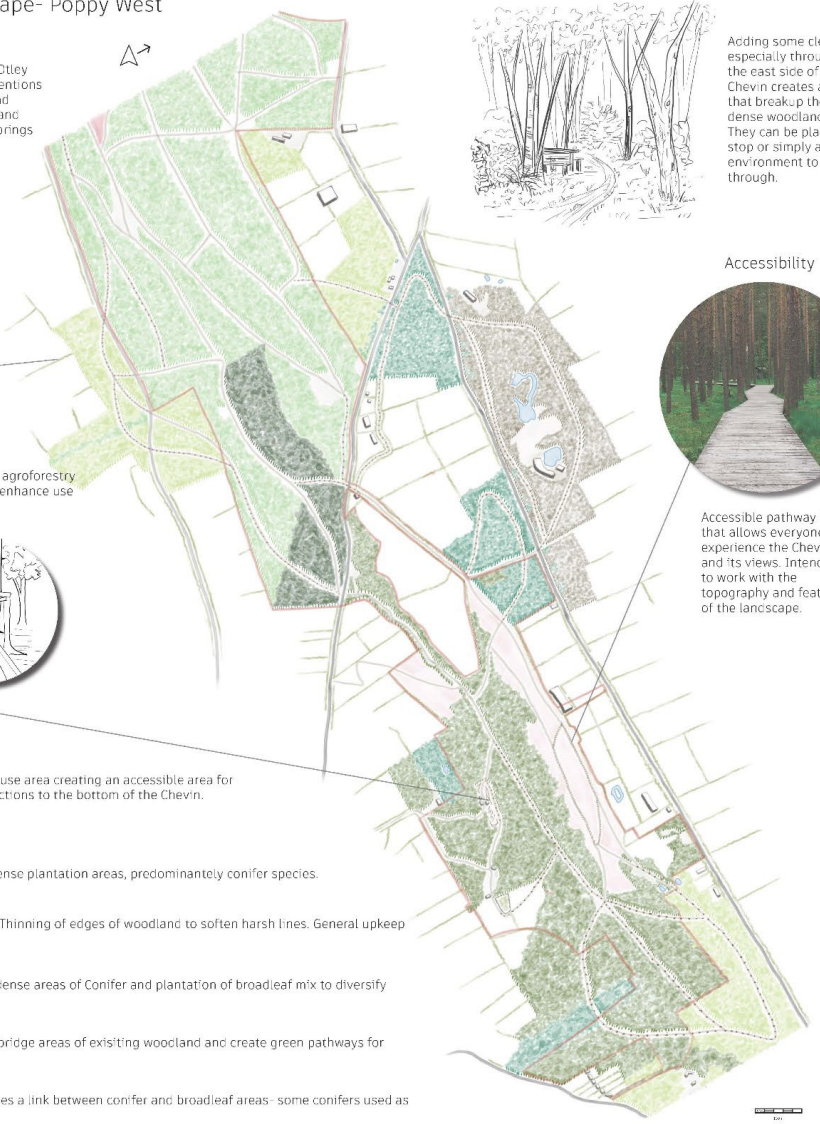 ape- Poppy West
Otley
entions
nd
and
prings
Adding some cle
especially throu
the east side of
Chevin creates a
that breakup the
dense woodland
They can be pla
stop or simply a
environment to
through.
Accessibility
agroforestry
enhance use
Accessible pathway
that allows everyone
experience the Chev
and its views. Intend
to work with the
topography and feat
of the landscape.
use area creating an accessible area for
ctions to the bottom of the Chevin.
ense plantation areas, predominantely conifer species.
Thinning of edges of woodland to soften harsh lines. General upkeep
dense areas of Conifer and plantation of broadleaf mix to diversify
bridge areas of exisiting woodland and create green pathways for
es a link between conifer and broadleaf areas- some conifers used as